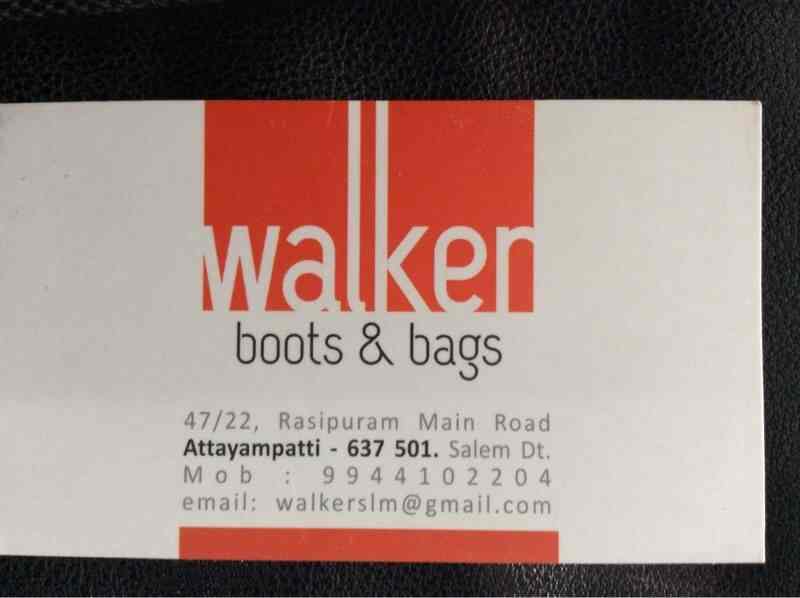 walker
boots & bags
47/22, Rasipuram Main Road
Attayampatti - 637 501. Salem Dt.
Mob : 9944102204
email: walkerslm@gmail.com